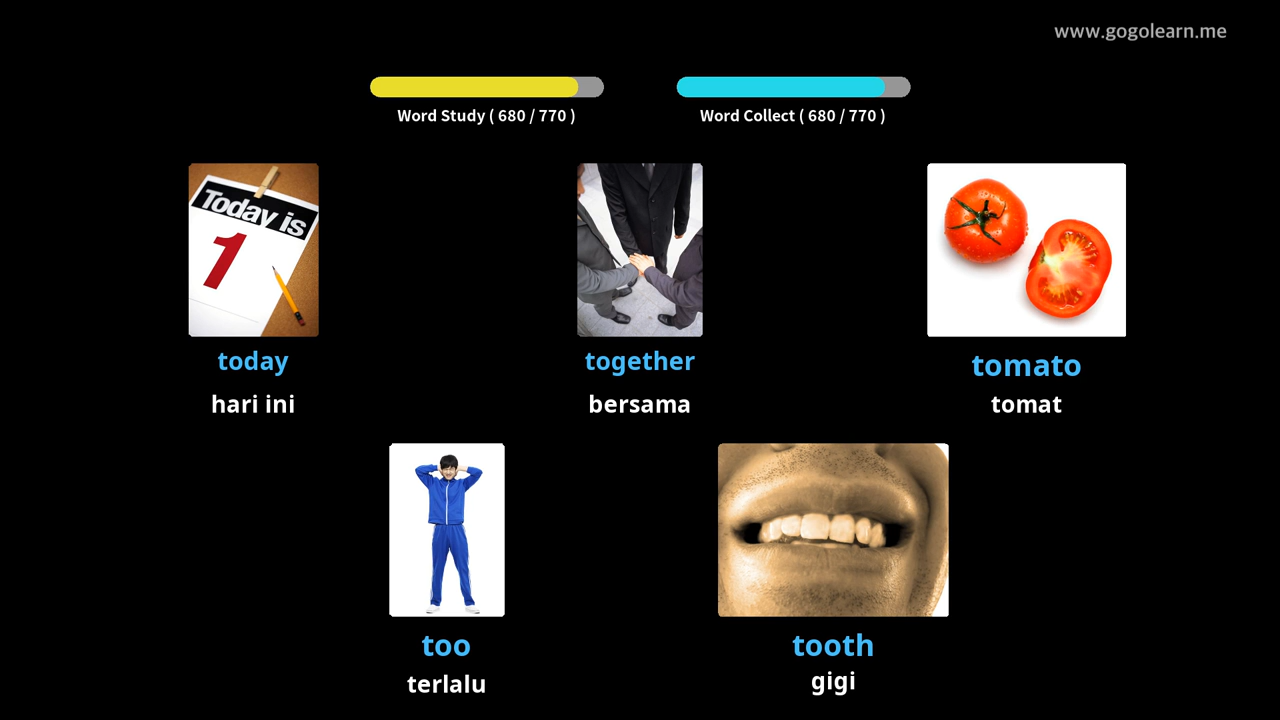 www.gogolearn.me
Word Study ( 680 / 770 )
Word Collect ( 680 / 770 )
Today is
1
today
hari ini
together
bersama
tomato
tomat
too
terlalu
tooth
gigi